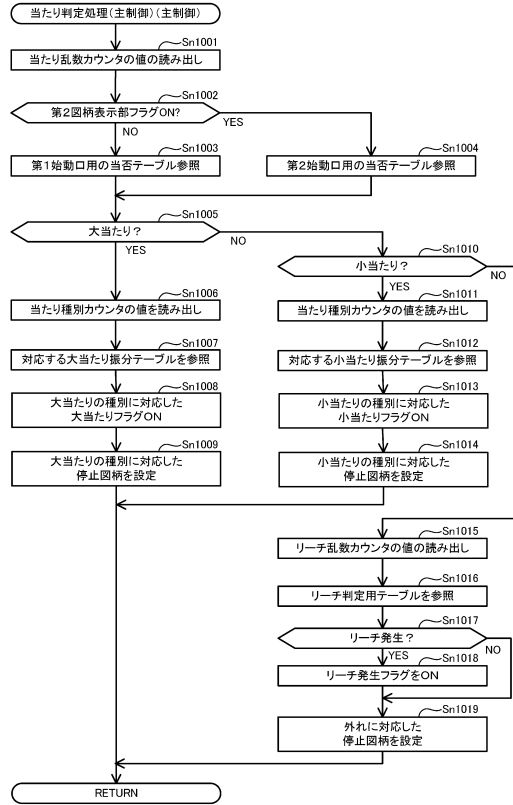 当たり判定処理(主制御)(主制御)
Sn1001
当たり乱数カウンタの値の読み出し
Sn1002
第2図柄表示部フラグON?
YES
NO
Sn1003
第1始動口用の当否テーブル参照
Sn1004
第2始動口用の当否テーブル参照
Sn1005
大当たり?
NO
YES
Sn1010
小当たり?
NO
YES
Sn1006
当たり種別カウンタの値を読み出し
Sn1011
当たり種別カウンタの値を読み出し
Sn1007
対応する大当たり振分テーブルを参照
Sn1012
対応する小当たり振分テーブルを参照
Sn1008
大当たりの種別に対応した
大当たりフラグON
Sn1013
小当たりの種別に対応した
小当たりフラグON
Sn1009
大当たりの種別に対応した
停止図柄を設定
Sn1014
小当たりの種別に対応した
停止図柄を設定
Sn1015
リーチ乱数カウンタの値の読み出し
Sn1016
リーチ判定用テーブルを参照
Sn1017
リーチ発生?
NO
YES
Sn1018
リーチ発生フラグをON
Sn1019
外れに対応した
停止図柄を設定
RETURN